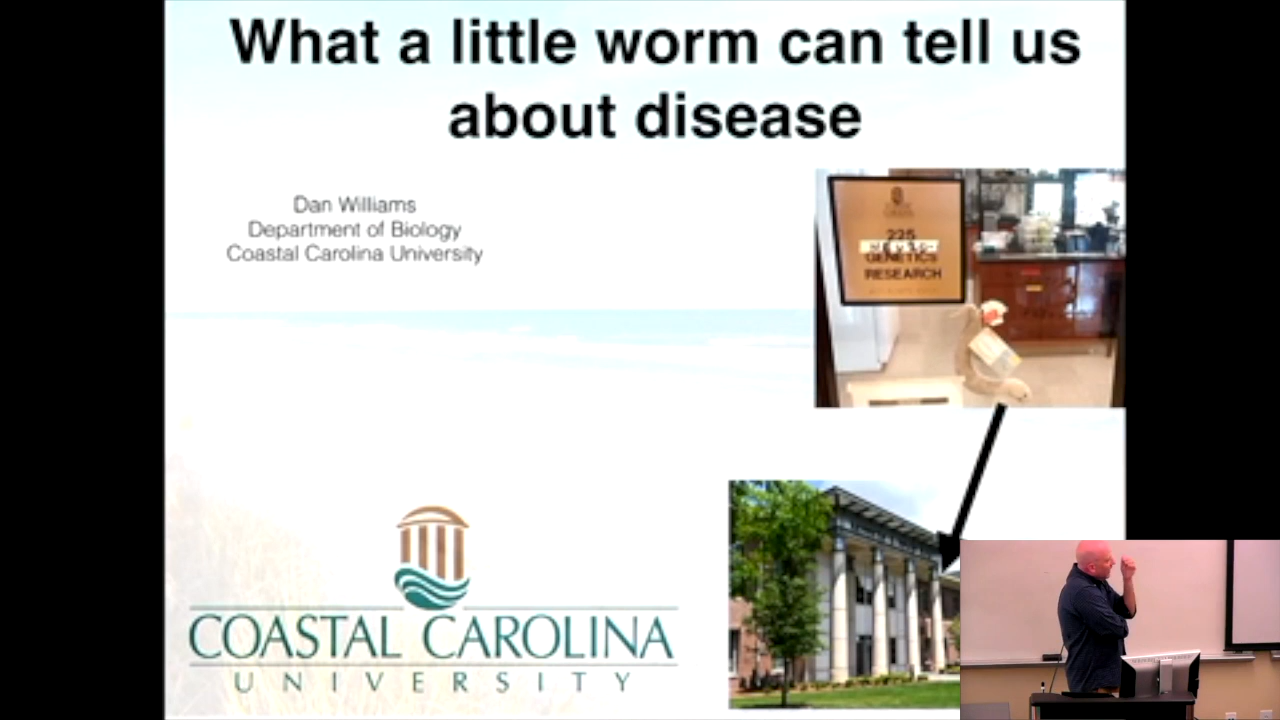 What a little worm can tell us
about disease
Dan Williams
Department of Biology
Coastal Carolina University
225
GENETICS
RESEARCH
COASTAL CAROLINA
UNIVERSITY